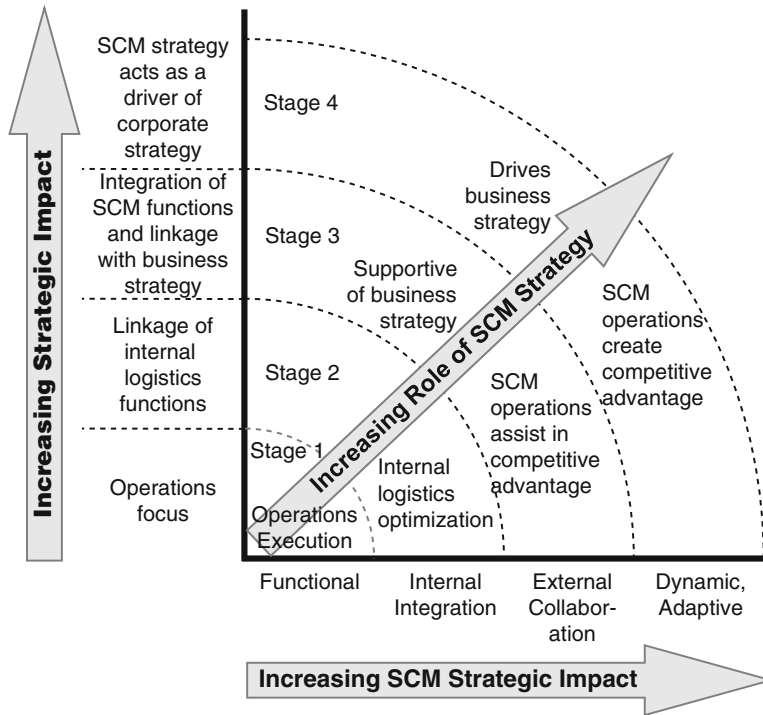 Increasing Strategic Impact
SCM strategy
acts as a
driver of
corporate
strategy
Integration of
SCM functions
and linkage
with business
strategy
Linkage of
internal
logistics
functions
Operations
focus
Stage 4
Stage 3
Stage 2
Stage 1
Operations
Execution
Drives
business
strategy
Supportive
of business
strategy
Increasing Role of SCM Strategy
Internal
logistics
optimization
SCM
operations
assist in
competitive
advantage
SCM
operations
create
competitive
advantage
Functional
Internal
Integration
External
Collabor-
ation
Dynamic,
Adaptive
Increasing SCM Strategic Impact